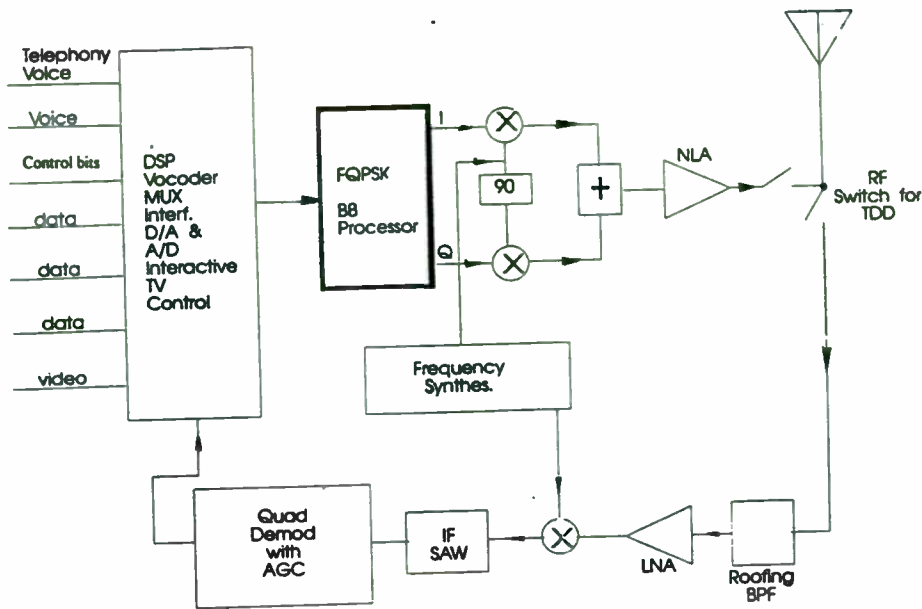 Telephony
Voice
Voice
Control bits
data
data
data
video
DSP
Vocoder
MUX
Interf.
D/A &
A/D
Interactive
TV
Control
FQPSK
BB
Processor
I
Q
X
90
X
+
NLA
RF
Switch for
TDD
Frequency
Synthes.
Quad
Demod
with
AGC
IF
SAW
X
LNA
Roofing
BPF